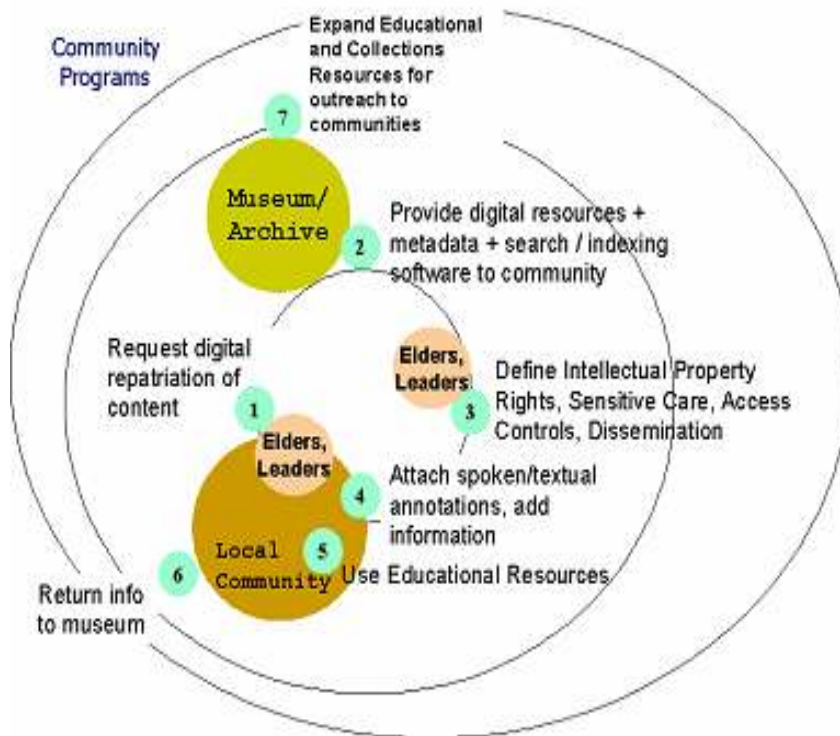 Community
Programs
Expand Educational
and Collections
Resources for
outreach to
communities
7
Museum/
Archive
2
Provide digital resources +
metadata + search / indexing
software to community
Request digital
repatriation of
content
1
Elders,
Leaders
Elders,
Leaders
3
Define Intellectual Property
Rights, Sensitive Care, Access
Controls, Dissemination
4
Attach spoken/textual
annotations, add
information
Local
Community
5
Use Educational Resources
6
Return info
to museum